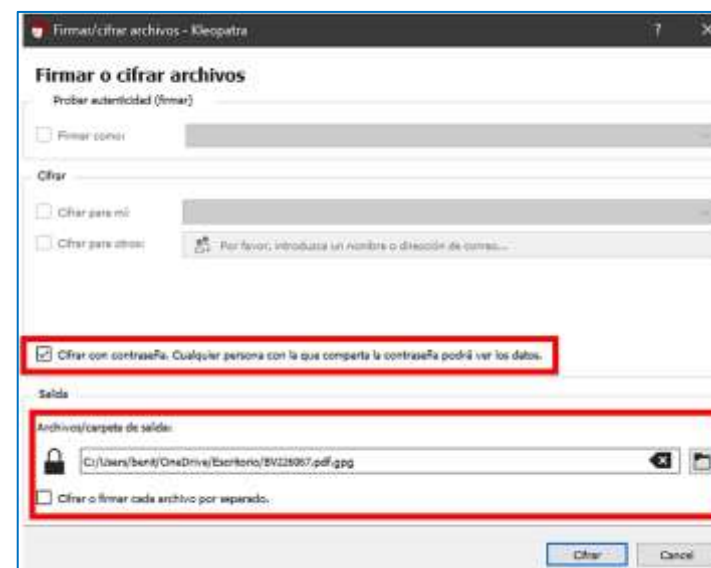 Firmar/cifrar archivos - Kleopatra
?
X
Firmar o cifrar archivos
Probar autenticidad (firmar)
Firmar como:
Cifrar
Cifrar para mí:
Cifrar para otros:
Por favor, introduzca un nombre o dirección de correo...
Cifrar con contraseña. Cualquier persona con la que comparta la contraseña podrá ver los datos.
Salida
Archivos/carpeta de salida:
C:/Users/benit/OneDrive/Escritorio/BV226067.pdf.gpg
Cifrar o firmar cada archivo por separado.
Cifrar
Cancel